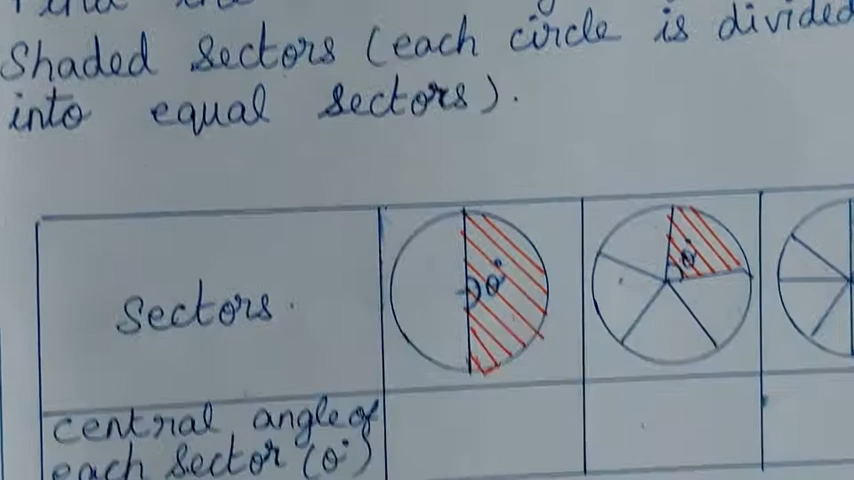 Shaded sectors (each circle is divided
into equal sectors).
Sectors.
θ°
θ°
central angle of
each sector (θ°)